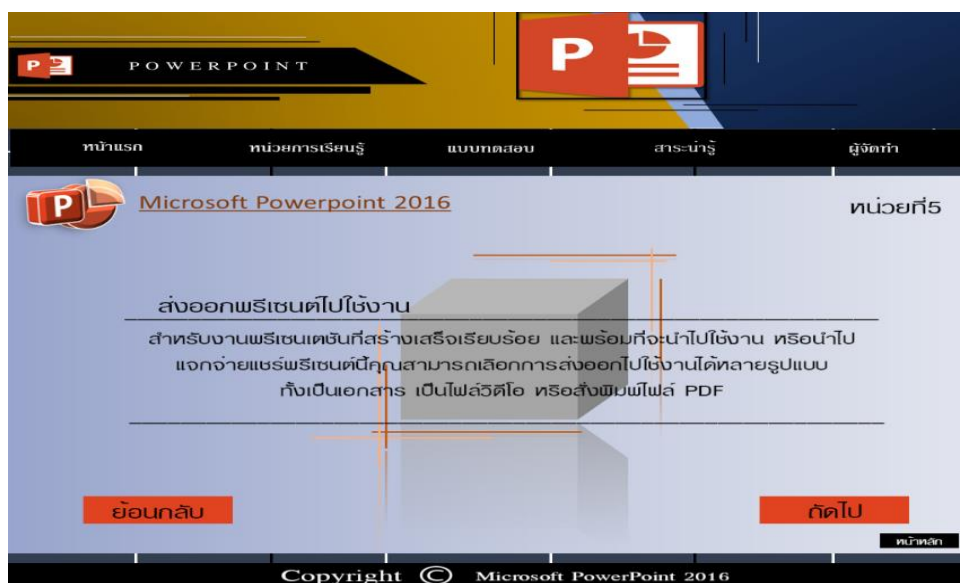 P
POWERPOINT
P
หน้าแรก หน่วยการเรียนรู้ แบบทดสอบ สาระน่ารู้ ผู้จัดทำ
P
Microsoft Powerpoint 2016
หน่วยที่5
ส่งออกพรีเซนต์ไปใช้งาน
สำหรับงานพรีเซนเตชันที่สร้างเสร็จเรียบร้อย และพร้อมที่จะนำไปใช้งาน หรือนำไป
แจกจ่ายแชร์พรีเซนต์นี้คุณสามารถเลือกการส่งออกไปใช้งานได้หลายรูปแบบ
ทั้งเป็นเอกสาร เป็นไฟล์วิดีโอ หรือสั่งพิมพ์ไฟล์ PDF
ย้อนกลับ
ถัดไป
หน้าหลัก
Copyright © Microsoft PowerPoint 2016